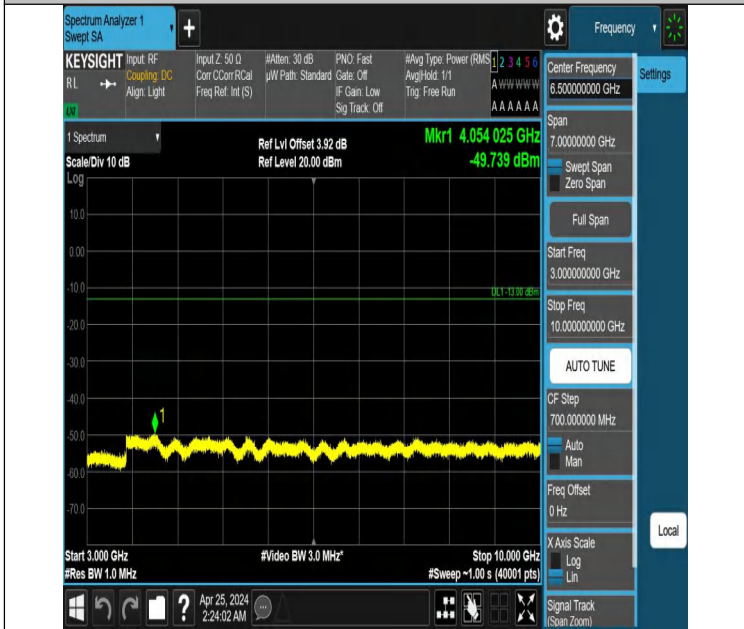 Spectrum Analyzer 1
Swept SA
+
Frequency
KEYSIGHT
RL
LXI
Input: RF
Coupling: DC
Align: Light
Input Z: 50 Ω
Corr CCorr RCal
Freq Ref: Int (S)
#Atten: 30 dB
µW Path: Standard
PNO: Fast
Gate: Off
IF Gain: Low
Sig Track: Off
#Avg Type: Power (RMS
Avg|Hold: 1/1
Trig: Free Run
1 2 3 4 5 6
A W W W W W
A A A A A A
1 Spectrum
Scale/Div 10 dB
Log
Ref Lvl Offset 3.92 dB
Ref Level 20.00 dBm
Mkr1 4.054 025 GHz
-49.739 dBm
10.0
0.00
-10.0
DL1 -13.00 dBm
-20.0
-30.0
-40.0
1
-50.0
-60.0
-70.0
Start 3.000 GHz
#Res BW 1.0 MHz
#Video BW 3.0 MHz*
Stop 10.000 GHz
#Sweep ~1.00 s (40001 pts)
?
Apr 25, 2024
2:24:02 AM
Center Frequency
6.500000000 GHz
Settings
Span
7.00000000 GHz
Swept Span
Zero Span
Full Span
Start Freq
3.000000000 GHz
Stop Freq
10.000000000 GHz
AUTO TUNE
CF Step
700.000000 MHz
Auto
Man
Freq Offset
0 Hz
X Axis Scale
Log
Lin
Local
Signal Track
(Span Zoom)